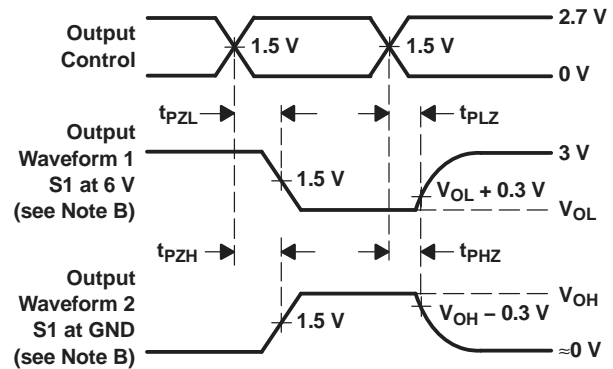 Output
Control
1.5 V
1.5 V
2.7 V
0 V
tPZL
tPLZ
Output
Waveform 1
S1 at 6 V
(see Note B)
1.5 V
VOL + 0.3 V
3 V
VOL
tPZH
tPHZ
Output
Waveform 2
S1 at GND
(see Note B)
1.5 V
VOH − 0.3 V
VOH
≈0 V